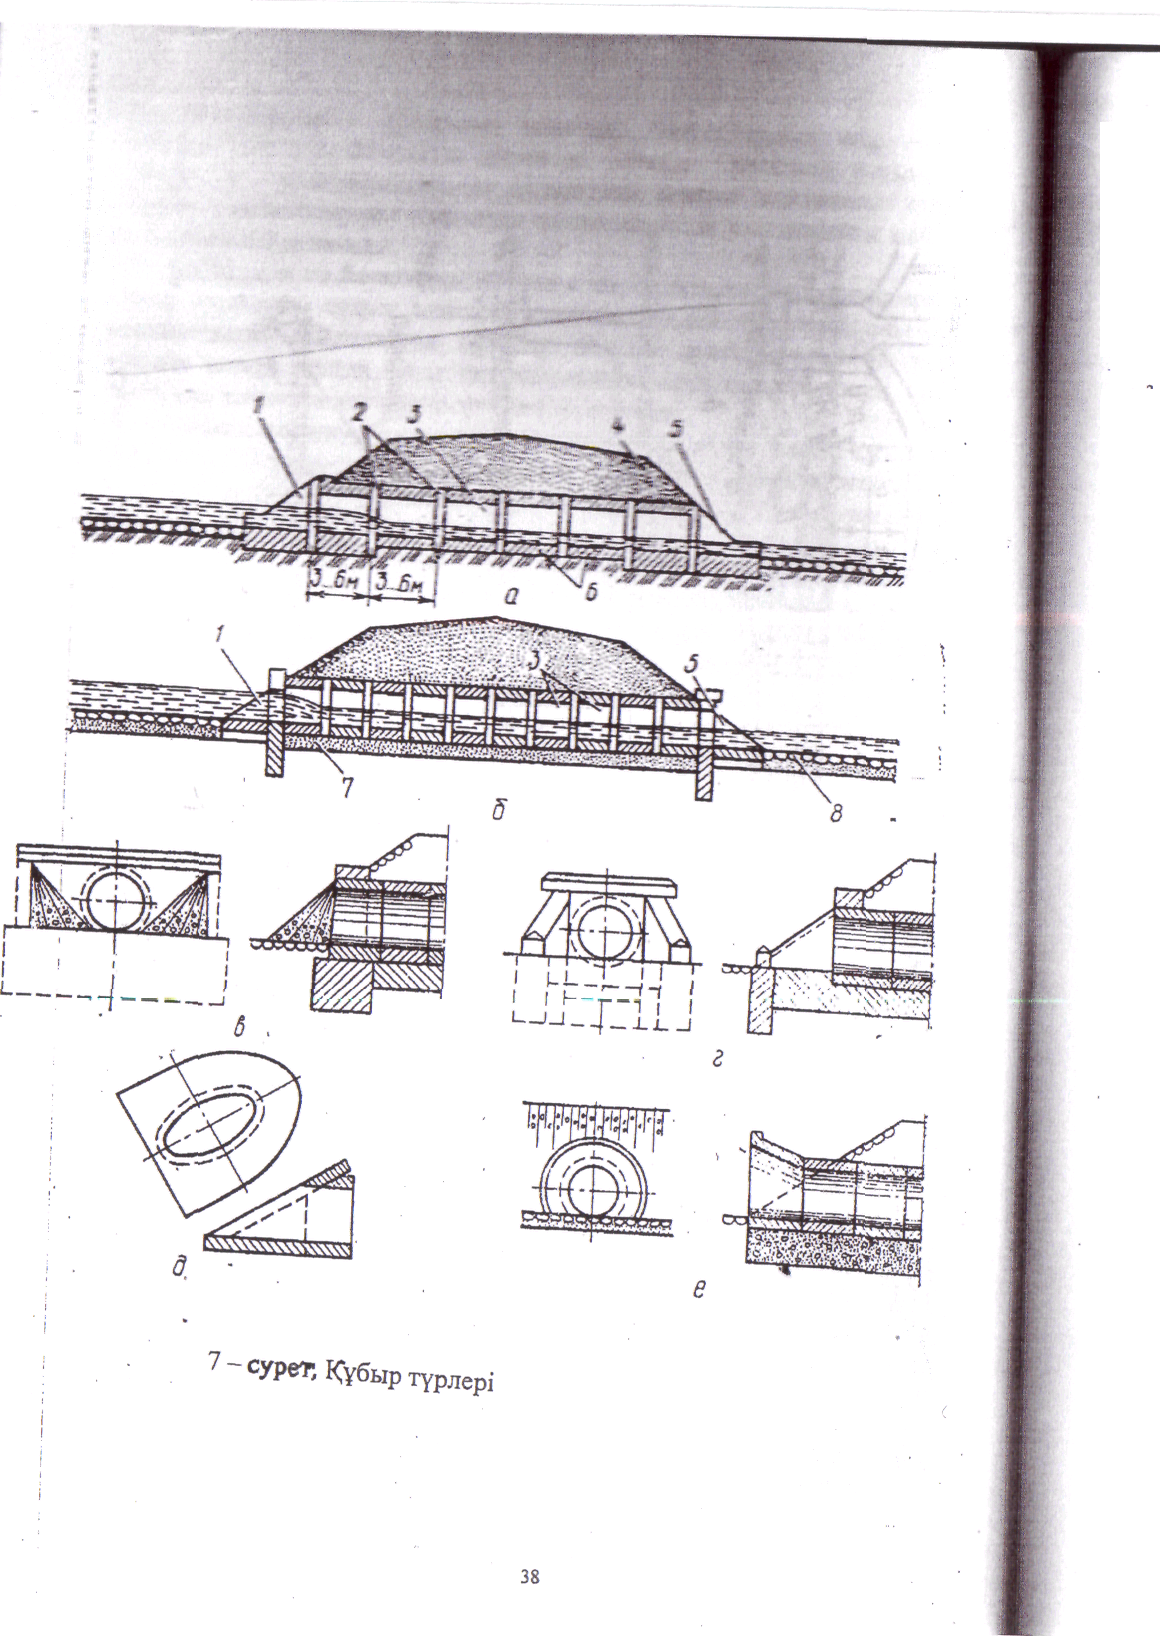 1 2 3 4 5
3...6м 3...6м а 6
1 3 5
7 б 8
в г
д е
7 – сурет, Құбыр түрлері
38